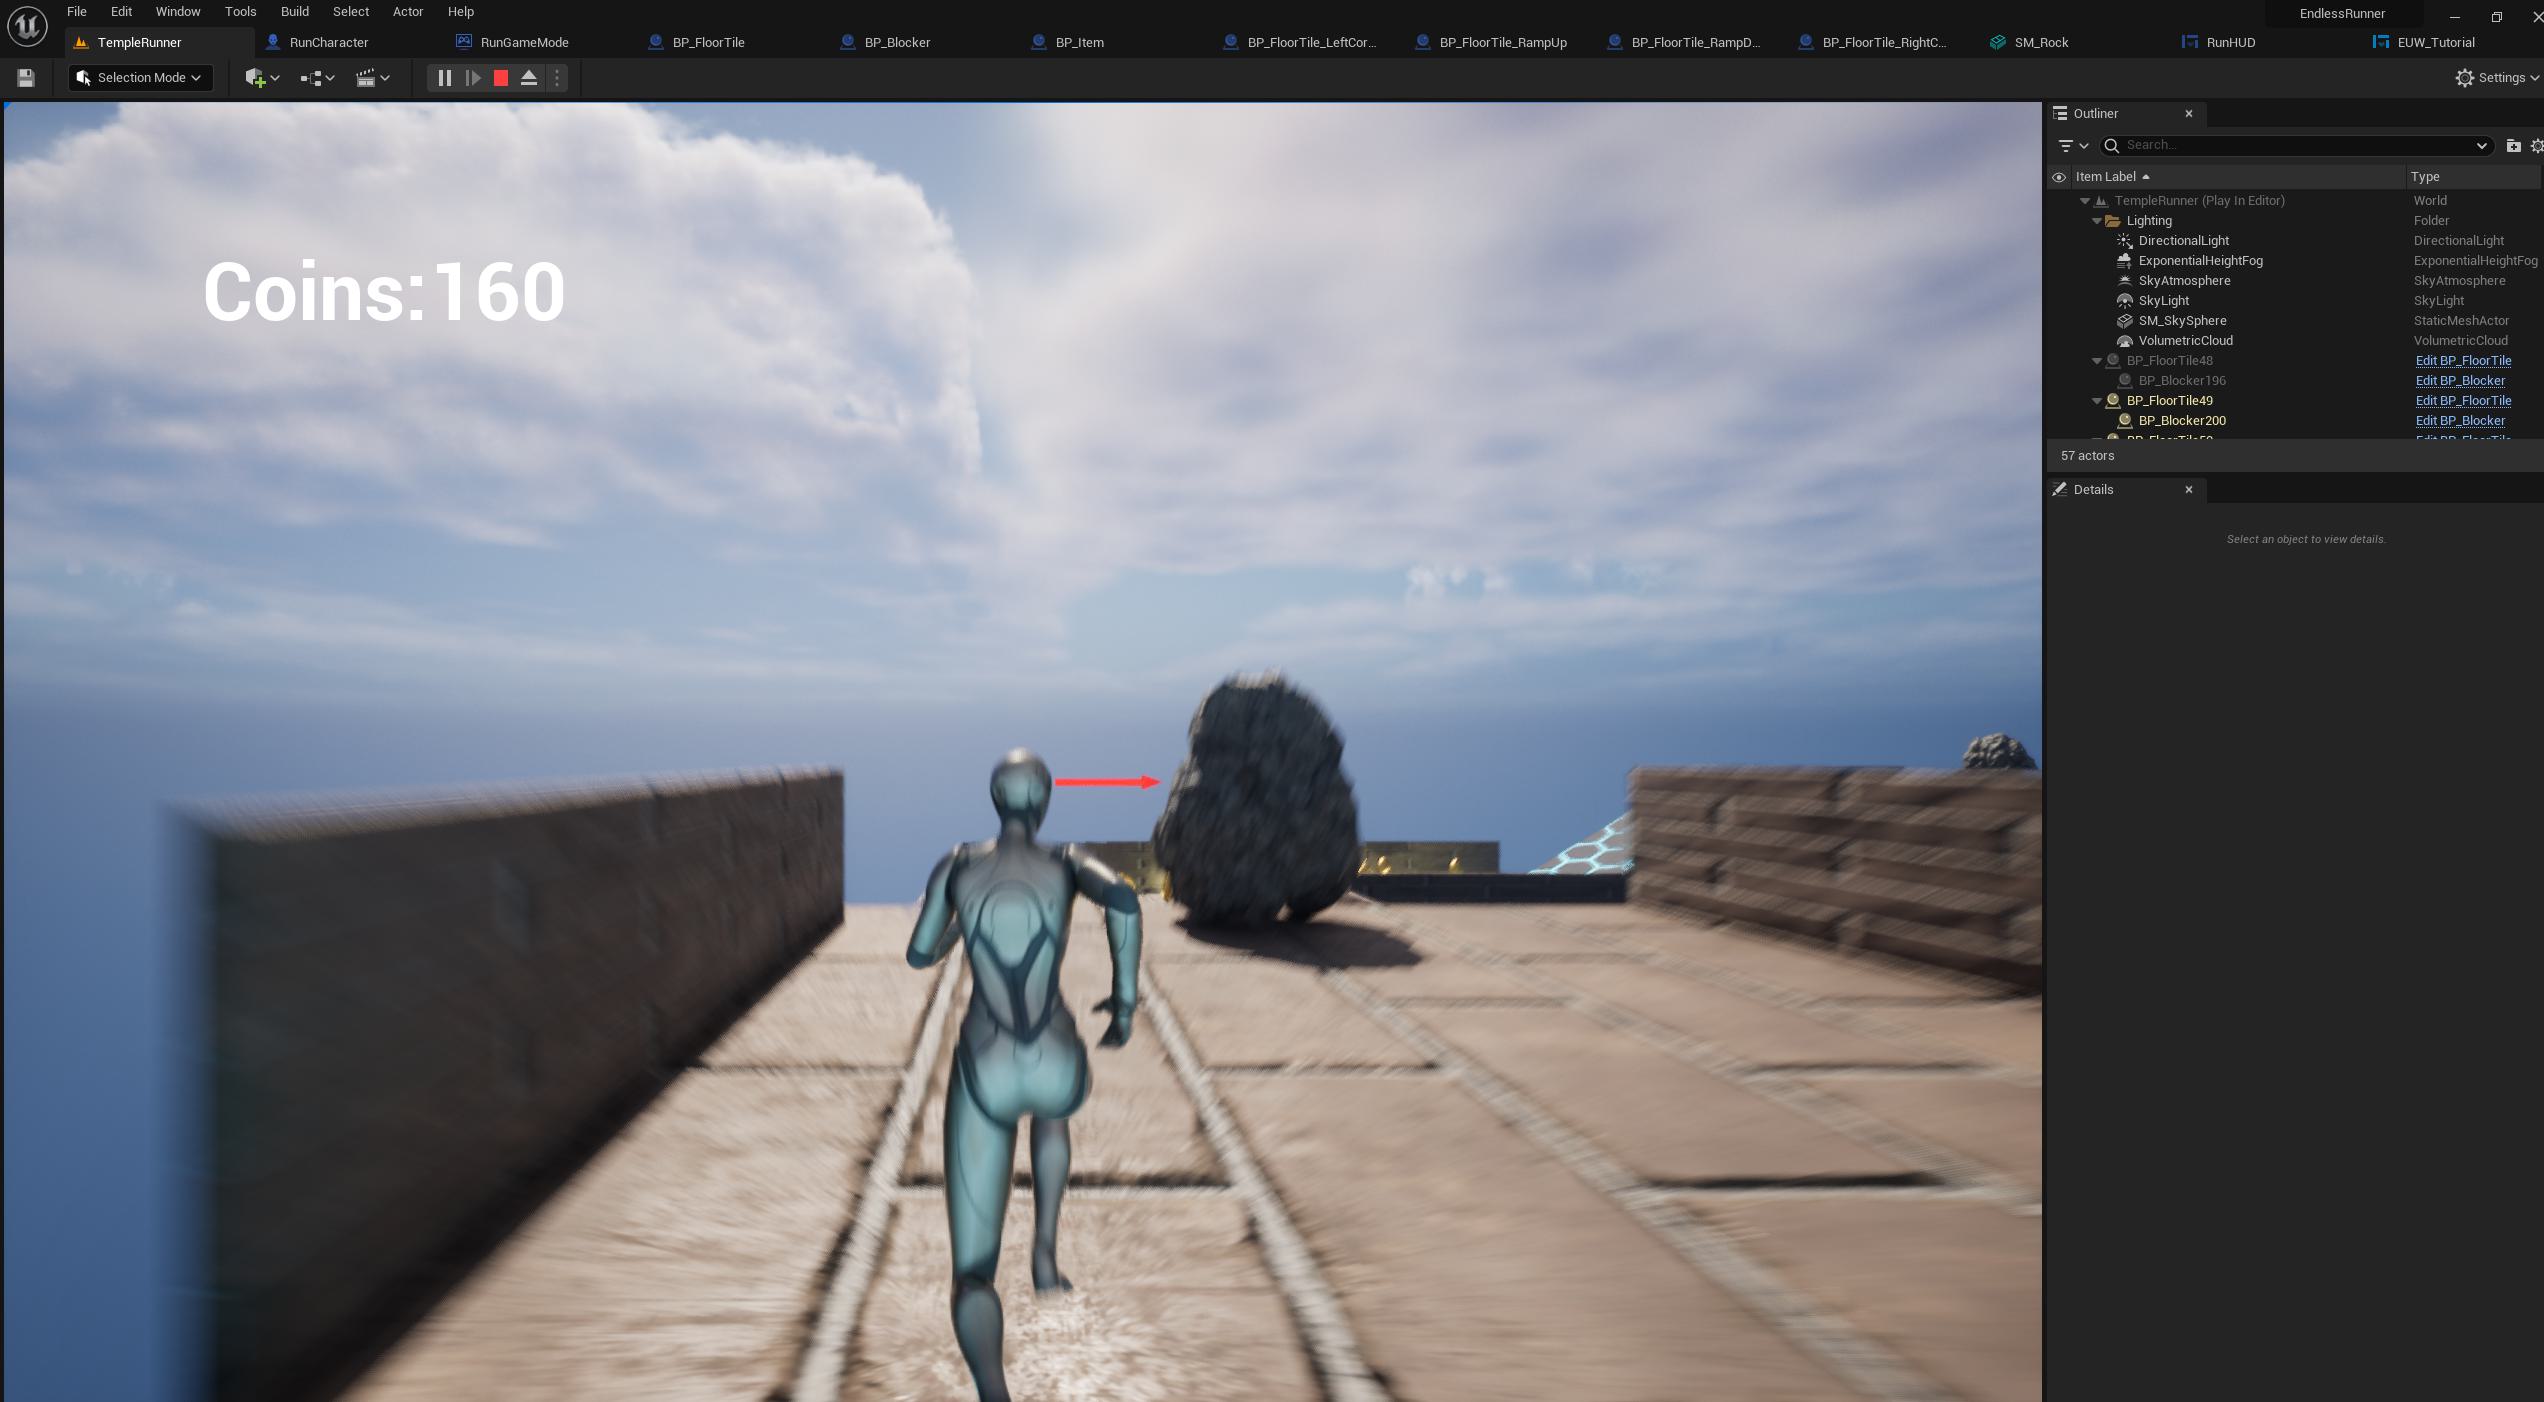 File Edit Window Tools Build Select Actor Help
EndlessRunner
TempleRunner RunCharacter RunGameMode BP_FloorTile BP_Blocker BP_Item BP_FloorTile_LeftCor... BP_FloorTile_RampUp BP_FloorTile_RampD... BP_FloorTile_RightC... SM_Rock RunHUD EUW_Tutorial
Selection Mode
Settings
Coins:160
Outliner
Search...
Item Label Type
TempleRunner (Play In Editor) World
Lighting Folder
DirectionalLight DirectionalLight
ExponentialHeightFog ExponentialHeightFog
SkyAtmosphere SkyAtmosphere
SkyLight SkyLight
SM_SkySphere StaticMeshActor
VolumetricCloud VolumetricCloud
BP_FloorTile48 Edit BP_FloorTile
BP_Blocker196 Edit BP_Blocker
BP_FloorTile49 Edit BP_FloorTile
BP_Blocker200 Edit BP_Blocker
57 actors
Details
Select an object to view details.